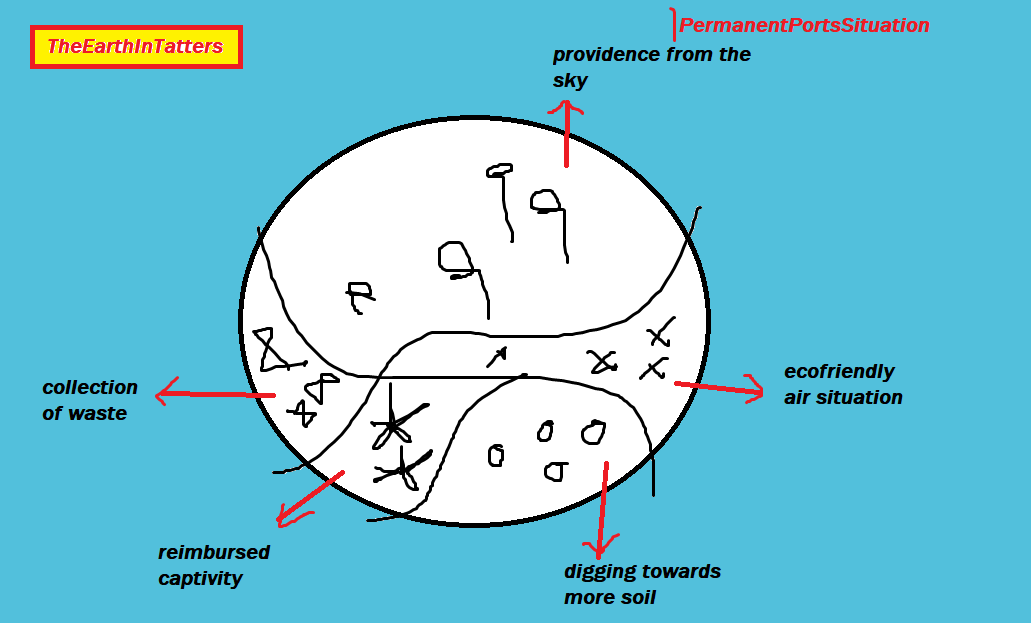 TheEarthInTatters
PermanentPortsSituation
providence from the
sky
collection
of waste
ecofriendly
air situation
reimbursed
captivity
digging towards
more soil